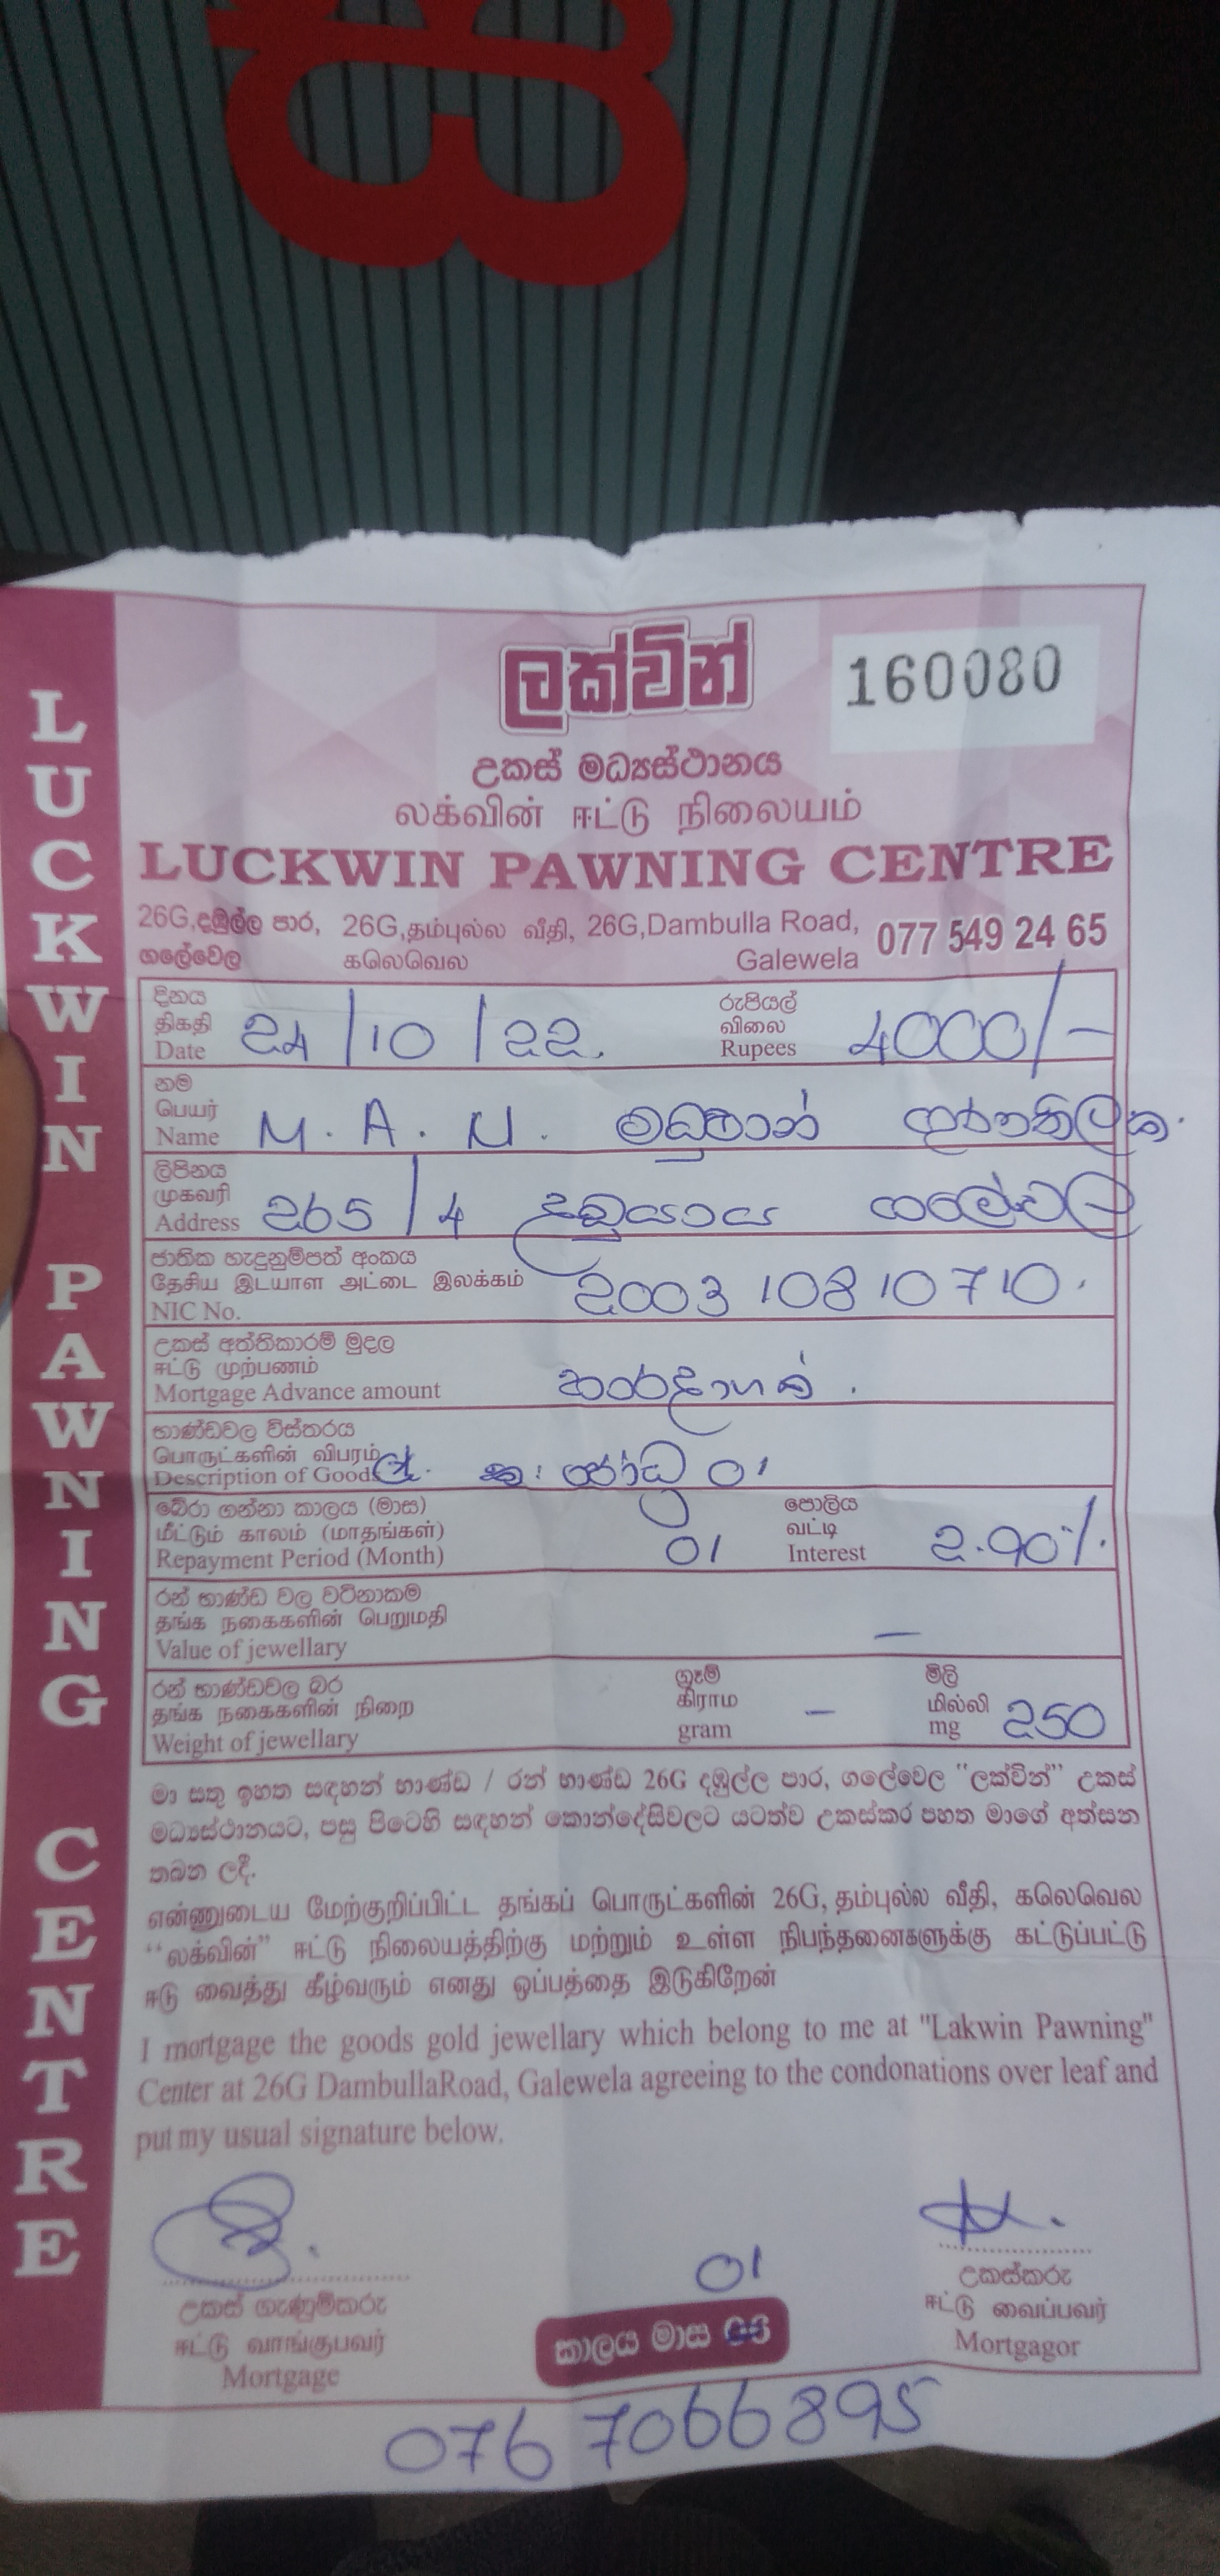 160080
ලක්වින්
උකස් මධ්‍යස්ථානය
லக்வின் ஈட்டு நிலையம்
LUCKWIN PAWNING CENTRE
26G,දඹුල්ල පාර, ගලේවෙල
26G,தம்புல்ல வீதி, கலெவெல
26G,Dambulla Road, Galewela
077 549 24 65
LUCKWIN PAWNING CENTRE
දිනය
திகதி
Date 24/10/22.
රුපියල්
விலை
Rupees 4000/-
නම
பெயர்
Name M. A. N.
ලිපිනය
முகவரி
Address 265/4 ගලේවෙල
ජාතික හැදුනුම්පත් අංකය
தேசிய இடயாள அட்டை இலக்கம்
NIC No. 200310810710.
උකස් අත්තිකාරම් මුදල
ஈட்டு முற்பணம்
Mortgage Advance amount
භාණ්ඩවල විස්තරය
பொருட்களின் விபரம்
Description of Goods 01
බේරා ගන්නා කාලය (මාස)
மீட்டும் காலம் (மாதங்கள்)
Repayment Period (Month) 01
පොලිය
வட்டி
Interest 2.90%
රන් භාණ්ඩ වල වටිනාකම
தங்க நகைகளின் பெறுமதி
Value of jewellary –
රන් භාණ්ඩවල බර
தங்க நகைகளின் நிறை
Weight of jewellary
ග්‍රෑම්
கிராம
gram –
මිලි
மில்லி
mg 250
මා සතු ඉහත සඳහන් භාණ්ඩ / රන් භාණ්ඩ 26G දඹුල්ල පාර, ගලේවෙල "ලක්වින්" උකස්
මධ්‍යස්ථානයට, පසු පිටෙහි සඳහන් කොන්දේසිවලට යටත්ව උකස්කර පහත මාගේ අත්සන
තබන ලදී.
என்னுடைய மேற்குறிப்பிட்ட தங்கப் பொருட்களின் 26G, தம்புல்ல வீதி, கலெவெல
"லக்வின்" ஈட்டு நிலையத்திற்கு மற்றும் உள்ள நிபந்தனைகளுக்கு கட்டுப்பட்டு
ஈடு வைத்து கீழ்வரும் எனது ஒப்பத்தை இடுகிறேன்
I mortgage the goods gold jewellary which belong to me at "Lakwin Pawning"
Center at 26G DambullaRoad, Galewela agreeing to the condonations over leaf and
put my usual signature below.
උකස් ගැණුම්කරු
ஈட்டு வாங்குபவர்
Mortgage
01
කාලය මාස 03
උකස්කරු
ஈட்டு வைப்பவர்
Mortgagor
076 7066895